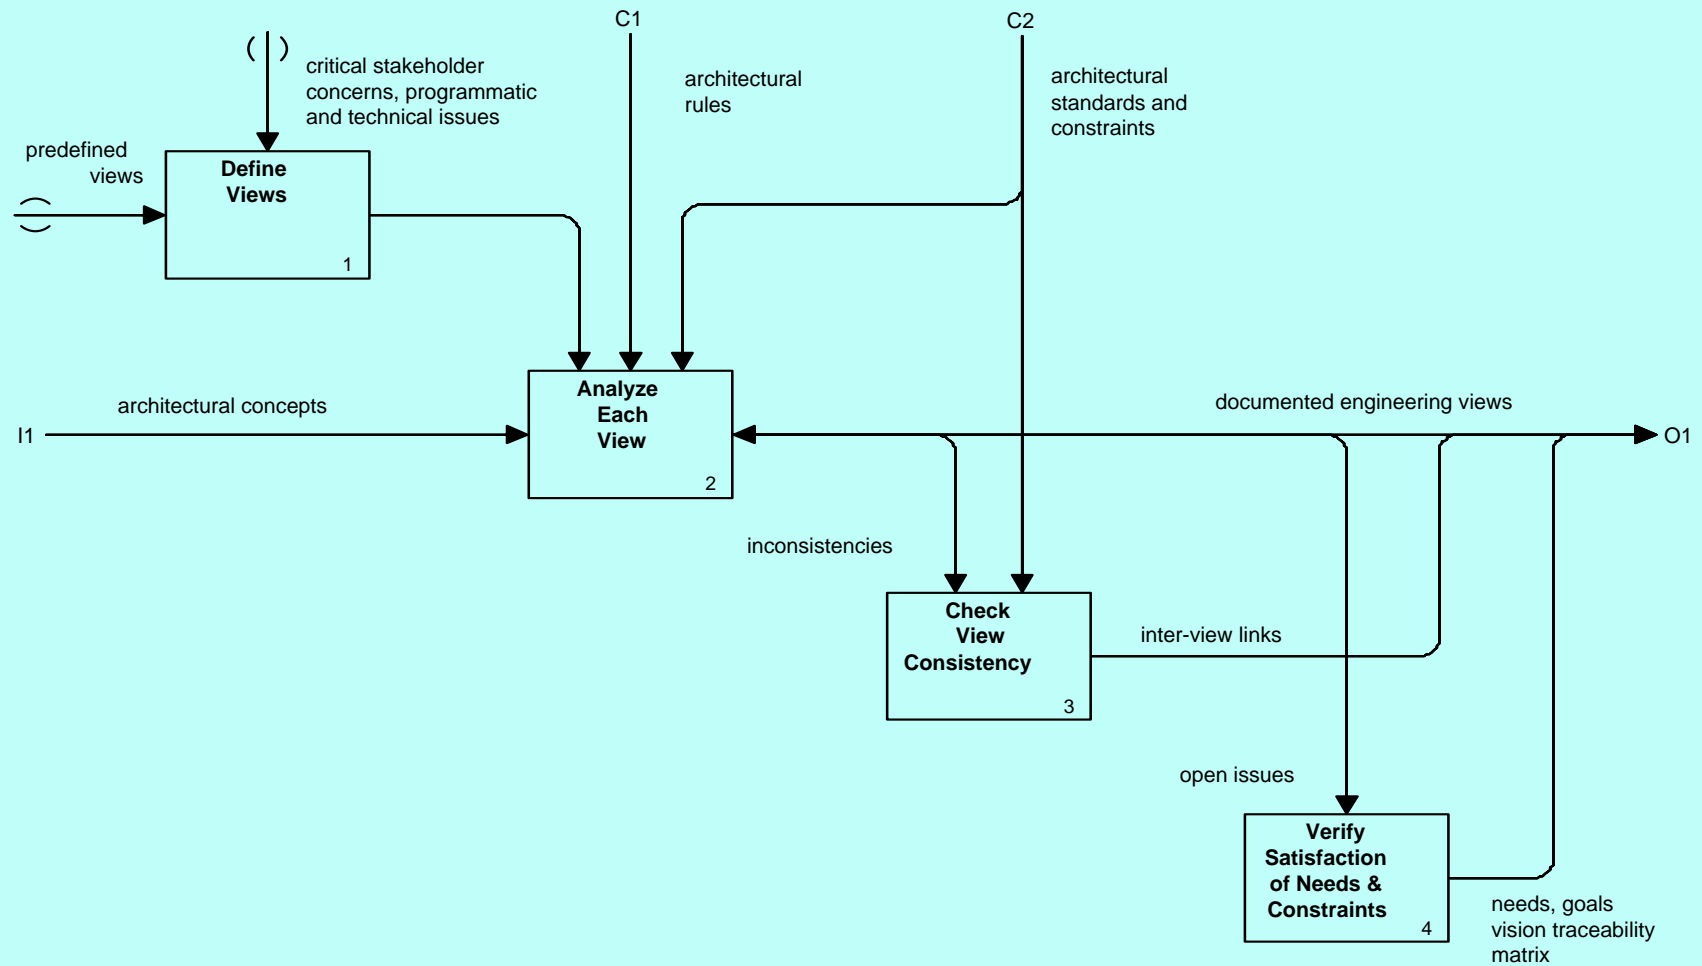 C1
C2
critical stakeholder
concerns, programmatic
and technical issues
architectural
rules
architectural
standards and
constraints
predefined
views
Define
Views
1
architectural concepts
I1
Analyze
Each
View
2
documented engineering views
O1
inconsistencies
Check
View
Consistency
3
inter-view links
open issues
Verify
Satisfaction
of Needs &
Constraints
4
needs, goals
vision traceability
matrix